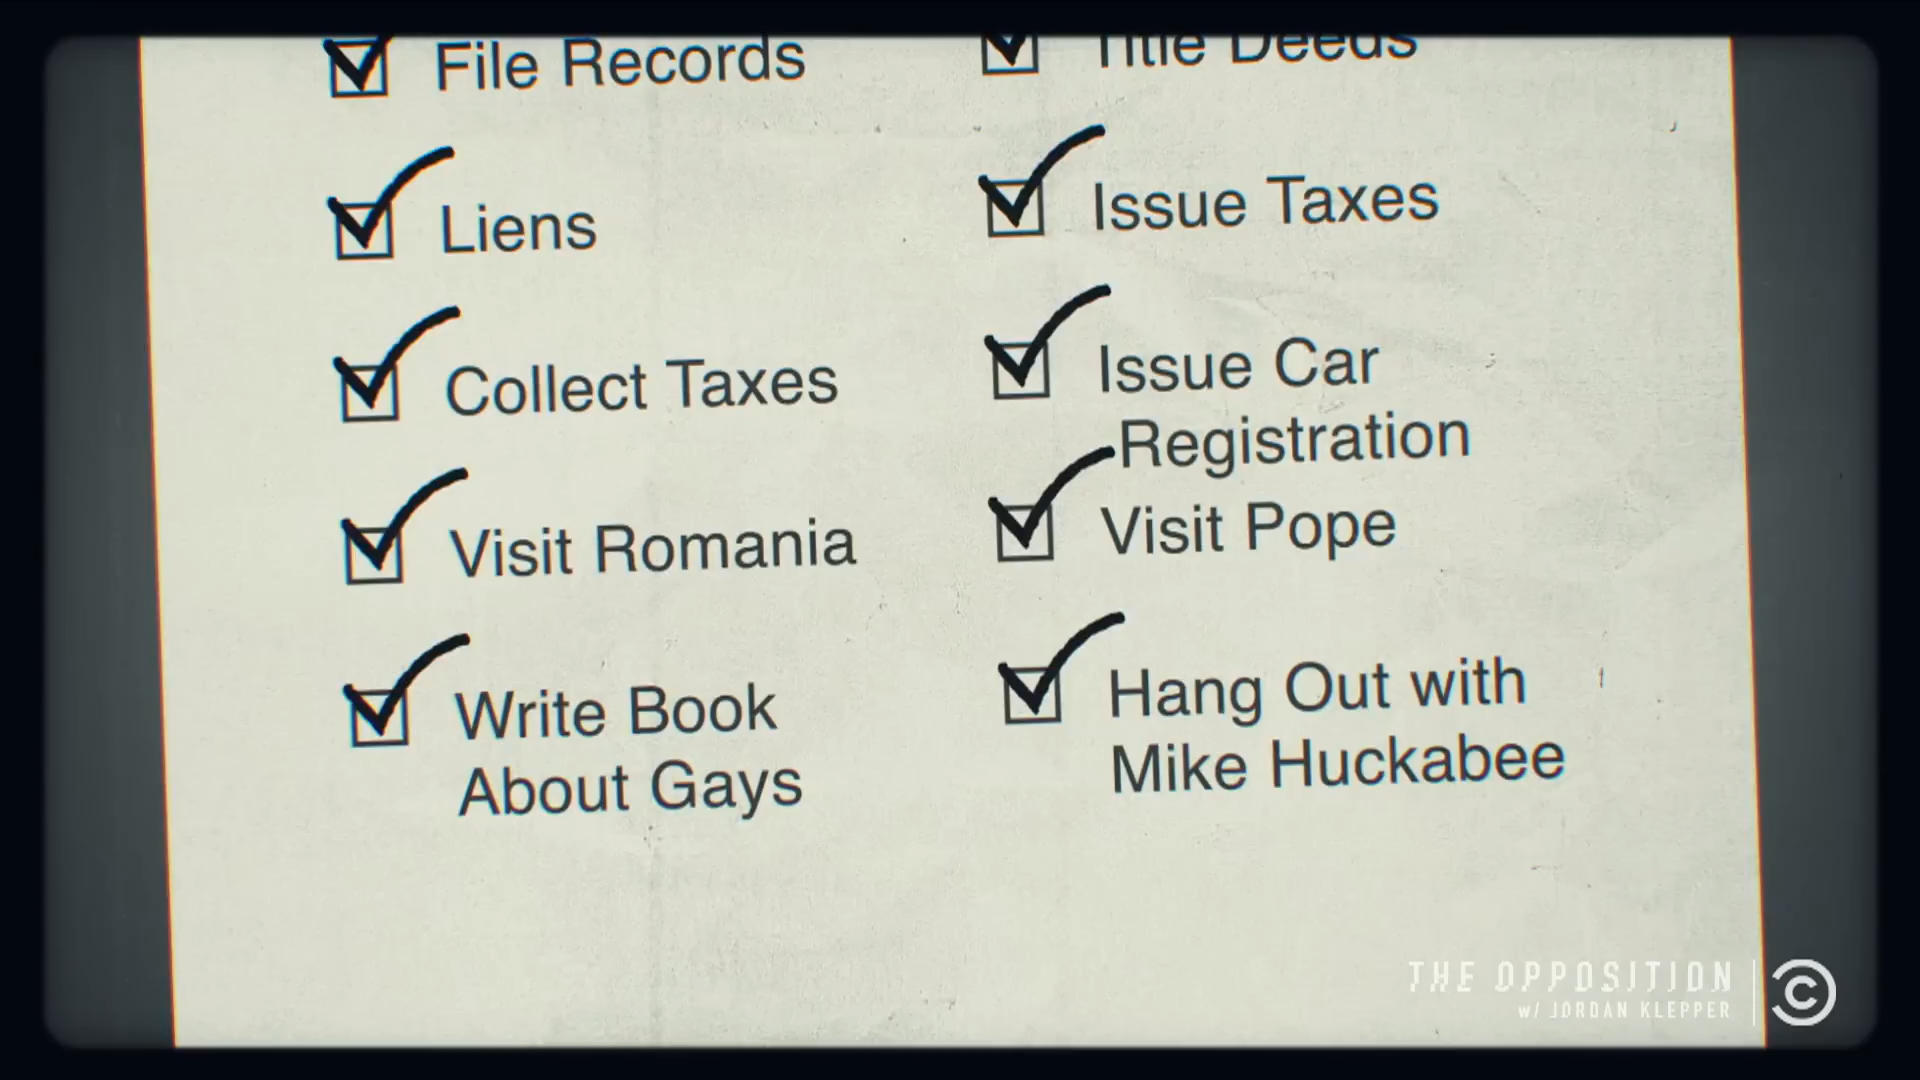 File Records
Title Deeds
Liens
Issue Taxes
Collect Taxes
Issue Car
Registration
Visit Romania
Visit Pope
Write Book
About Gays
Hang Out with
Mike Huckabee
THE OPPOSITION
w/ JORDAN KLEPPER